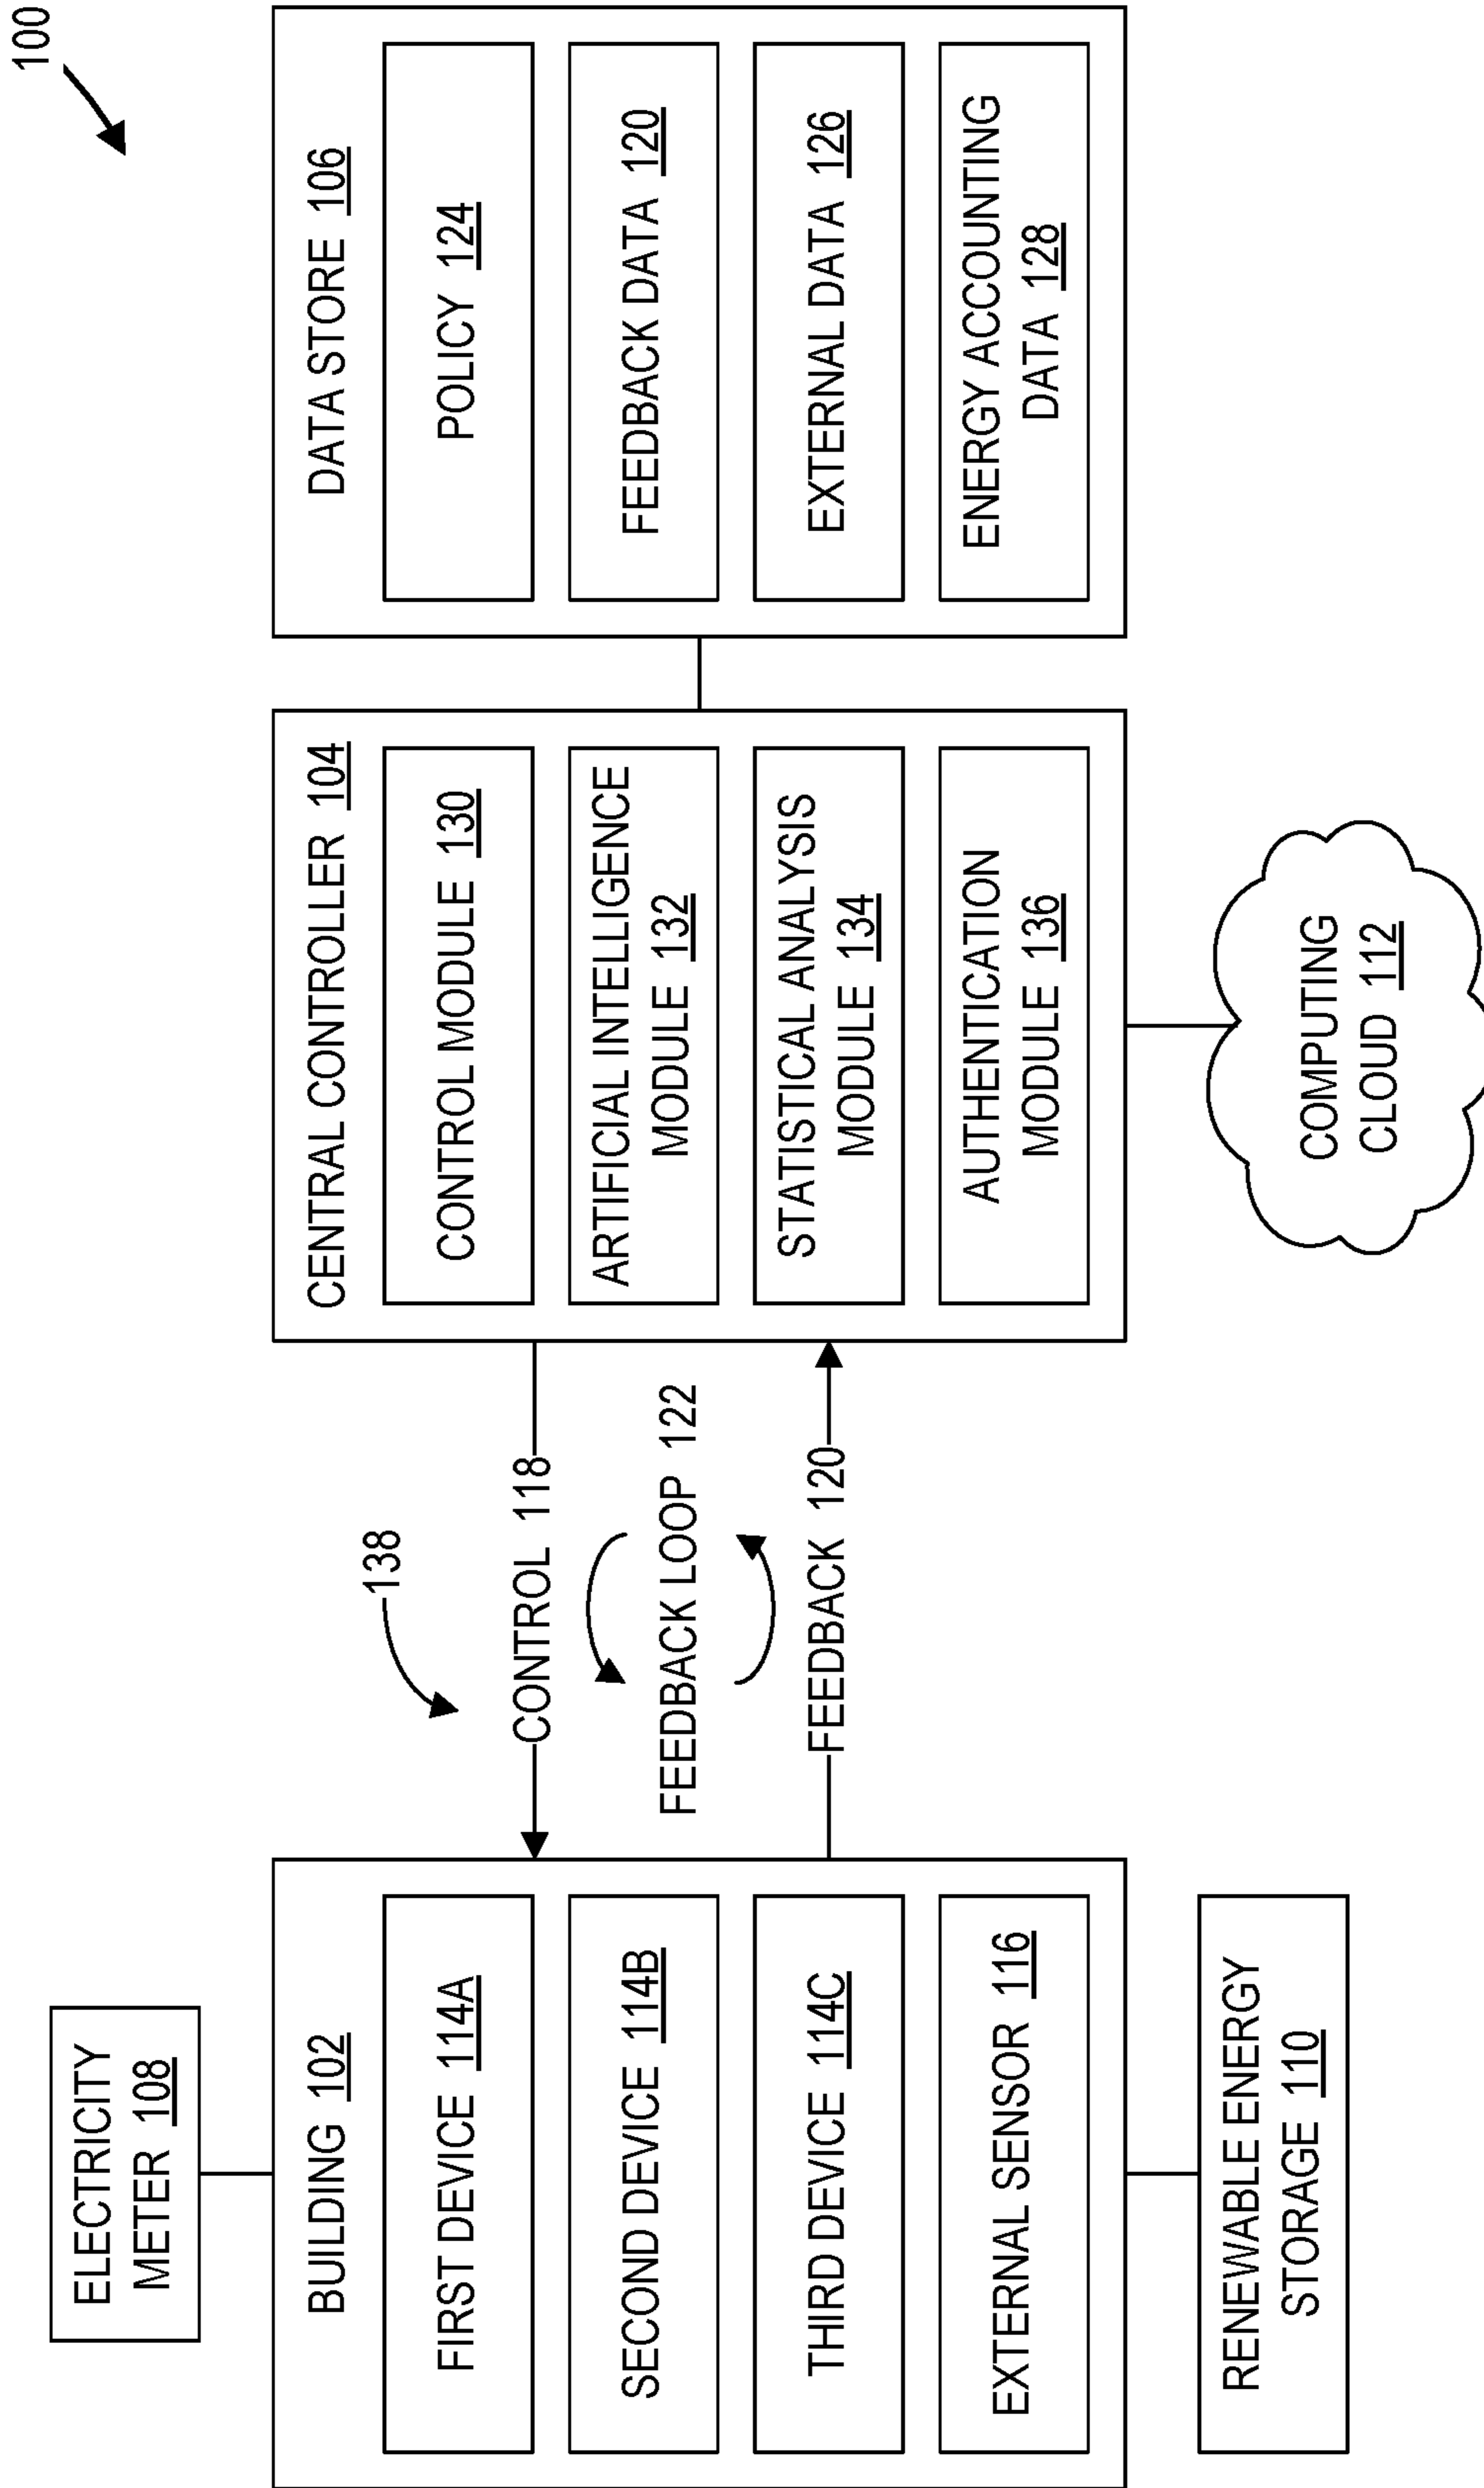 100
ELECTRICITY
METER 108
BUILDING 102
FIRST DEVICE 114A
SECOND DEVICE 114B
THIRD DEVICE 114C
EXTERNAL SENSOR 116
RENEWABLE ENERGY
STORAGE 110
138
CONTROL 118
FEEDBACK LOOP 122
FEEDBACK 120
CENTRAL CONTROLLER 104
CONTROL MODULE 130
ARTIFICIAL INTELLIGENCE
MODULE 132
STATISTICAL ANALYSIS
MODULE 134
AUTHENTICATION
MODULE 136
COMPUTING
CLOUD 112
DATA STORE 106
POLICY 124
FEEDBACK DATA 120
EXTERNAL DATA 126
ENERGY ACCOUNTING
DATA 128